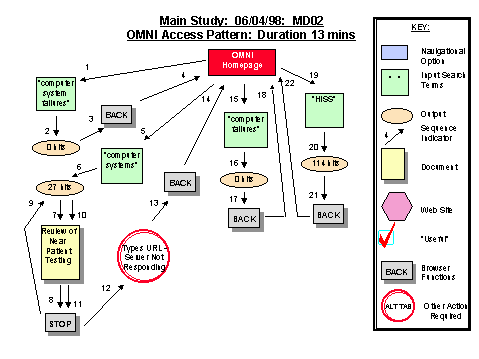 Main Study: 06/04/98: MD02
OMNI Access Pattern: Duration 13 mins
OMNI
Homepage
1
"computer
system
failures"
2
0 hits
3
BACK
4
5
"computer
systems"
6
27 hits
7
10
Review of
Near
Patient
Testing
8
11
STOP
9
12
Types URL -
Server Not
Responding
13
BACK
14
15
"computer
failures"
16
0 hits
17
BACK
18
19
"HISS"
20
114 hits
21
BACK
22
KEY:
Navigational
Option
" "
Input Search
Terms
Output
4
Sequence
Indicator
Document
Web Site
"Useful"
BACK
Browser
Functions
ALT TAB
Other Action
Required